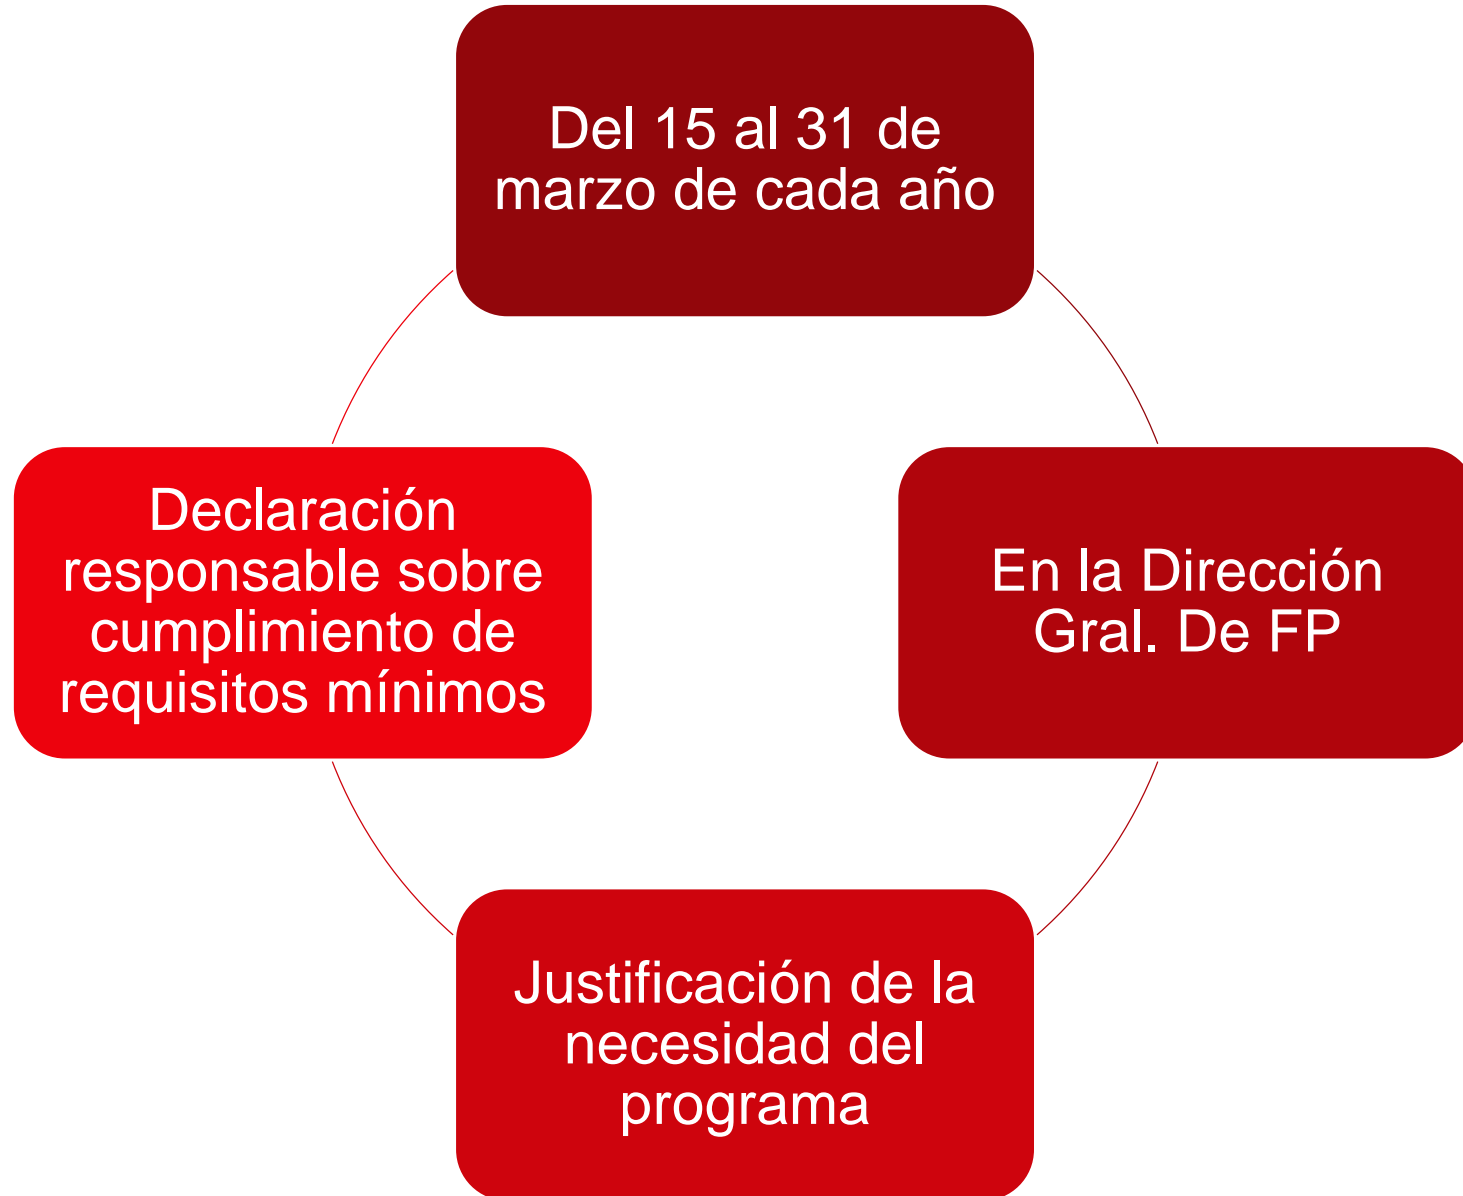 Del 15 al 31 de
marzo de cada año
En la Dirección
Gral. De FP
Justificación de la
necesidad del
programa
Declaración
responsable sobre
cumplimiento de
requisitos mínimos